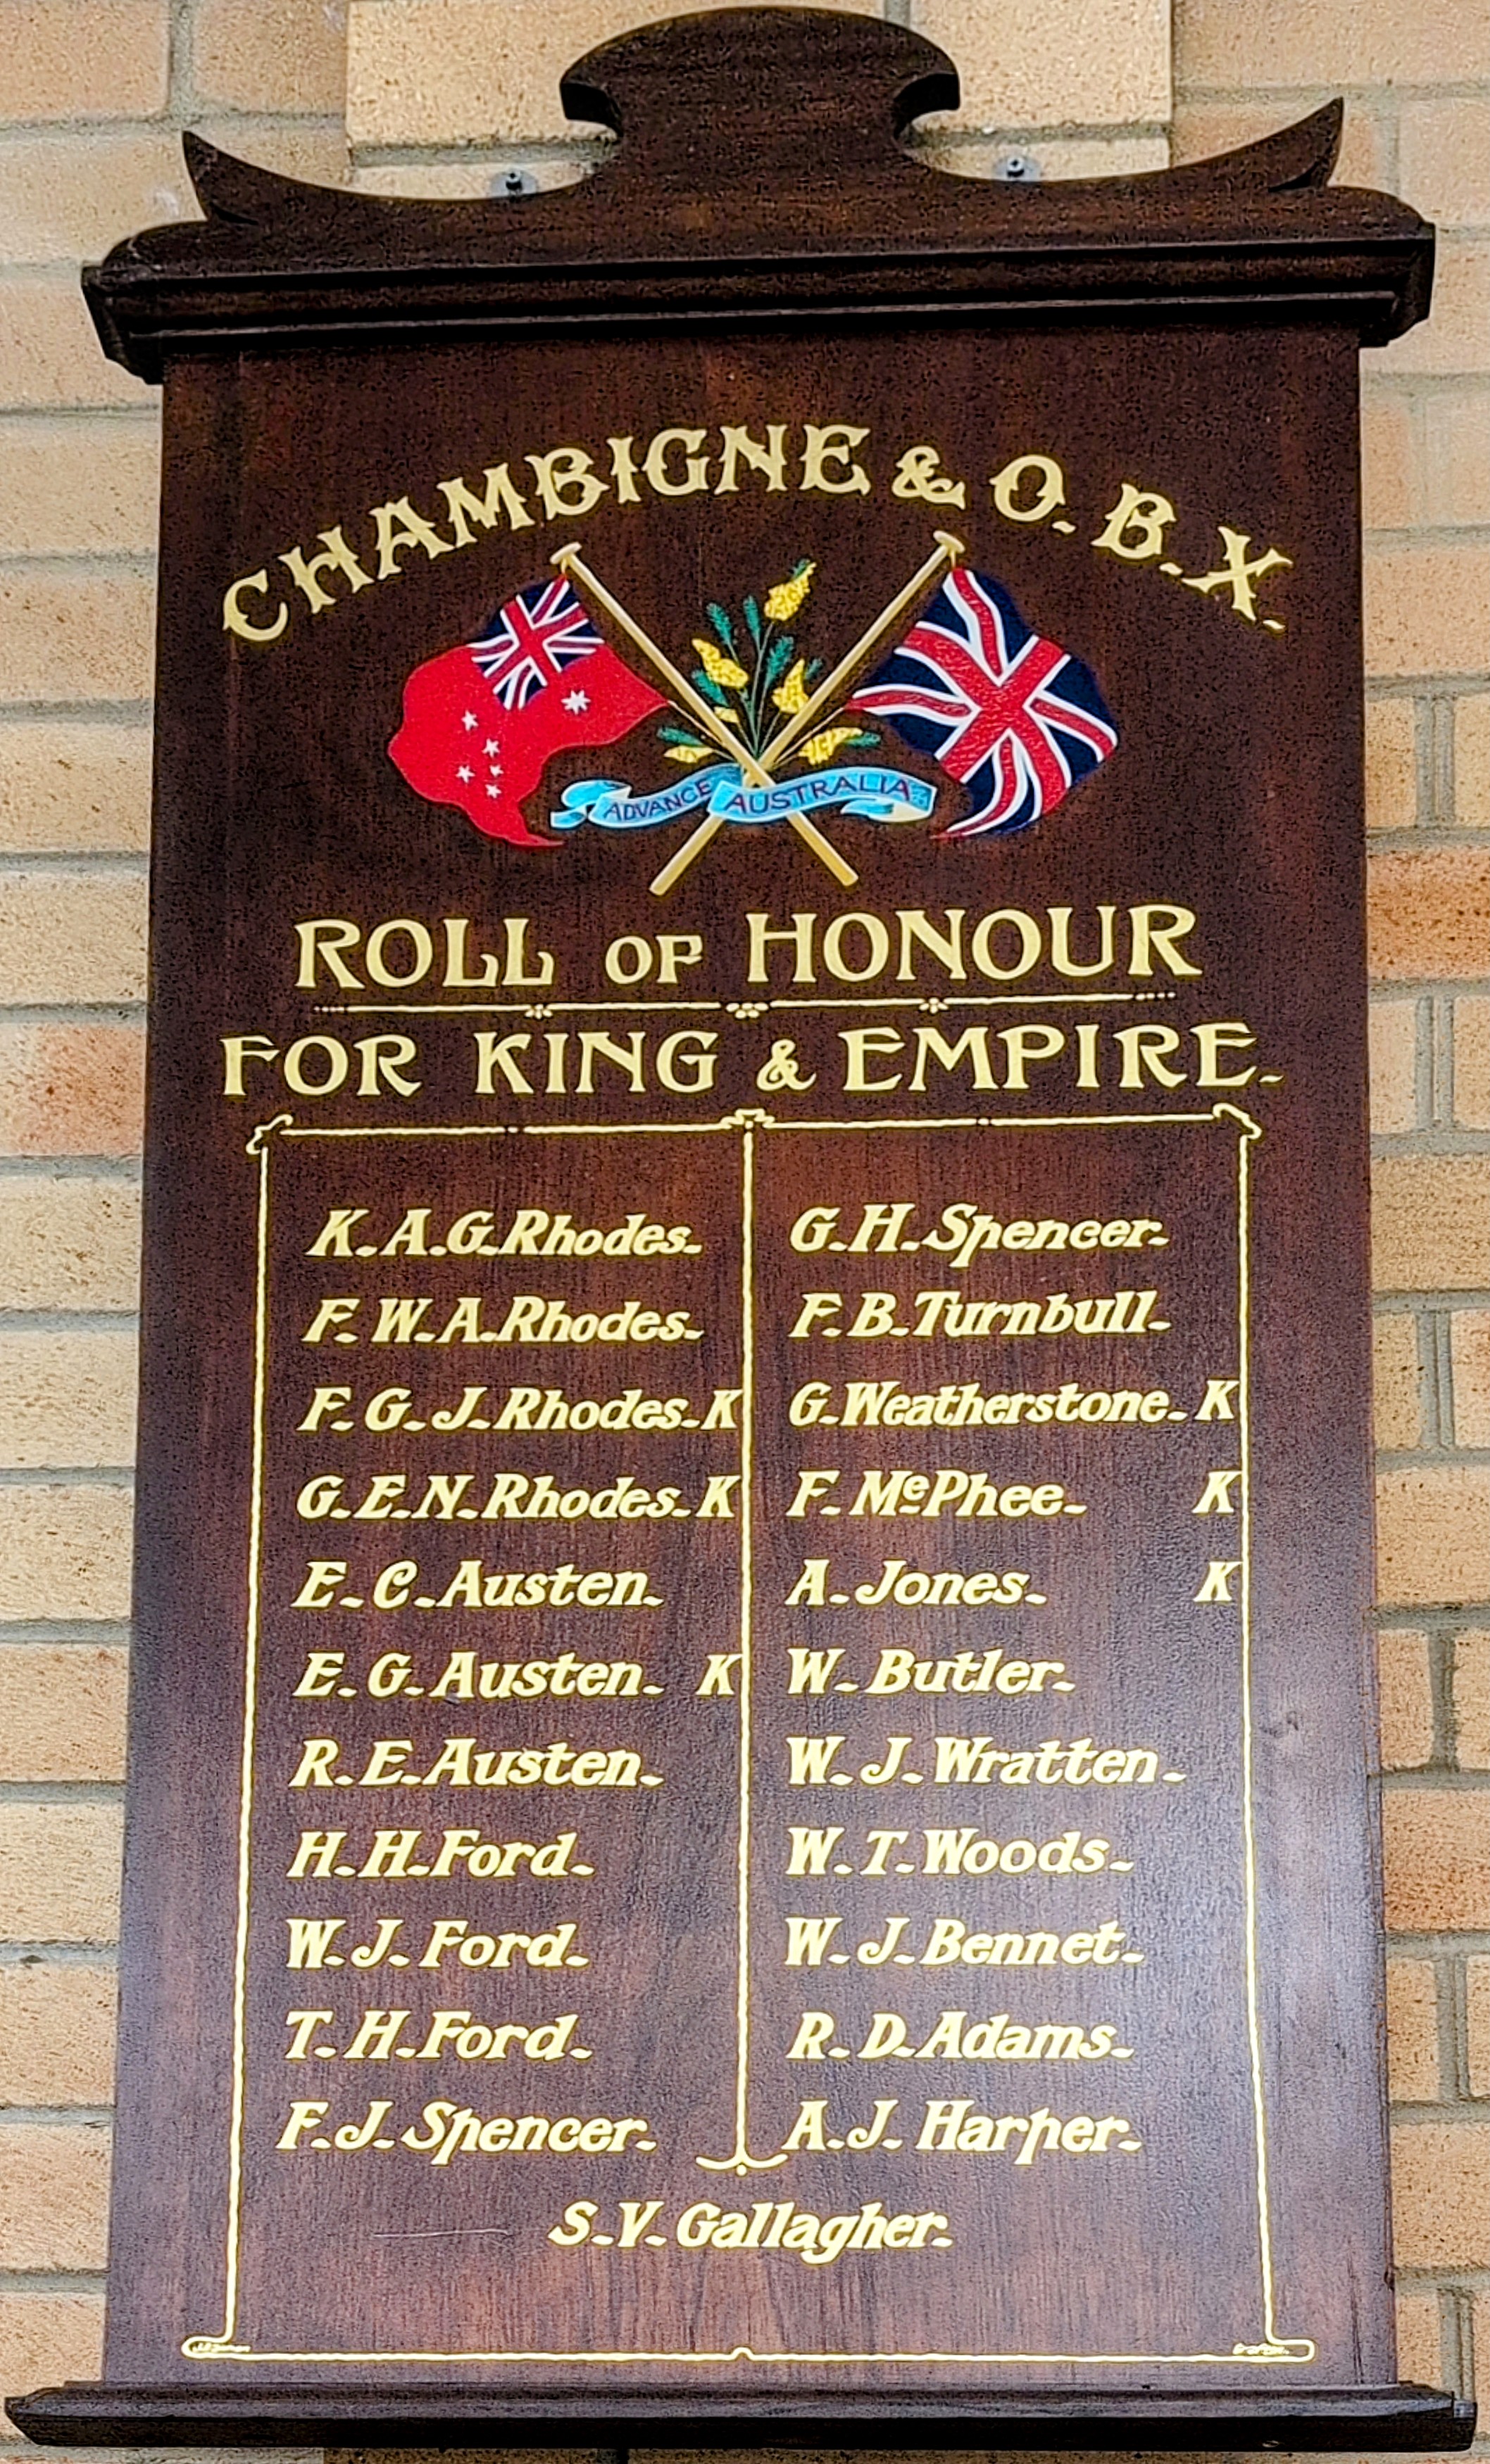 CHAMBIGNE & O.B.X.
ADVANCE AUSTRALIA
ROLL OF HONOUR
FOR KING & EMPIRE.
K.A.G.Rhodes.
F.W.A.Rhodes.
F.G.J.Rhodes. K
G.E.N.Rhodes. K
E.C.Austen.
E.G.Austen. K
R.E.Austen.
H.H.Ford.
W.J.Ford.
T.H.Ford.
F.J.Spencer.
G.H.Spencer.
F.B.Turnbull.
G.Weatherstone. K
F.McPhee. K
A.Jones. K
W.Butler.
W.J.Wratten.
W.T.Woods.
W.J.Bennet.
R.D.Adams.
A.J.Harper.
S.V.Gallagher.